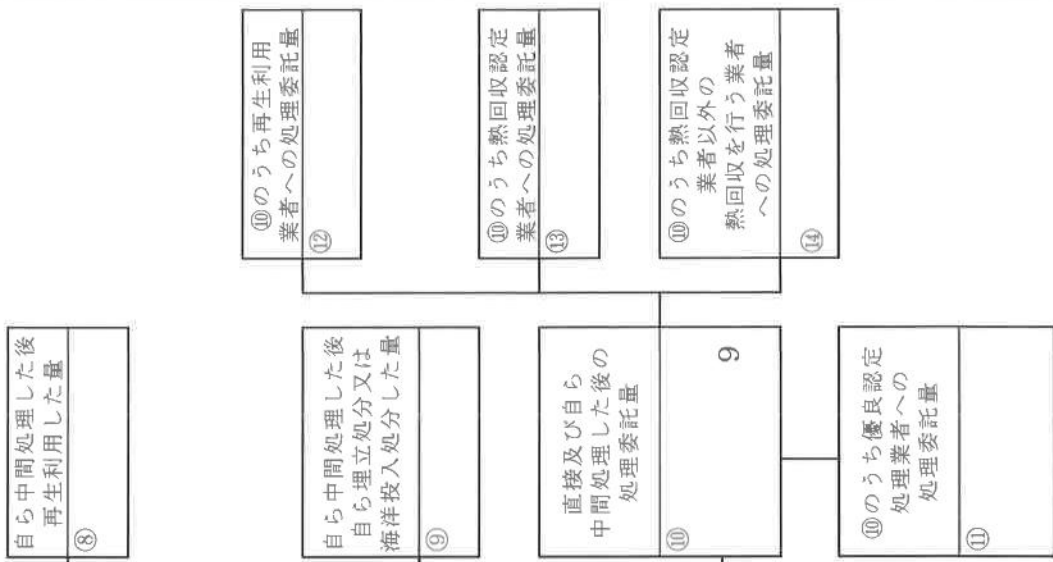 自ら中間処理した後
再生利用した量
⑧
自ら中間処理した後
自ら埋立処分又は
海洋投入処分した量
⑨
直接及び自ら
中間処理した後の
処理委託量
⑩
9
⑩のうち優良認定
処理業者への
処理委託量
⑪
⑩のうち再生利用
業者への処理委託量
⑫
⑩のうち熱回収認定
業者への処理委託量
⑬
⑩のうち熱回収認定
業者以外の
熱回収を行う業者
への処理委託量
⑭